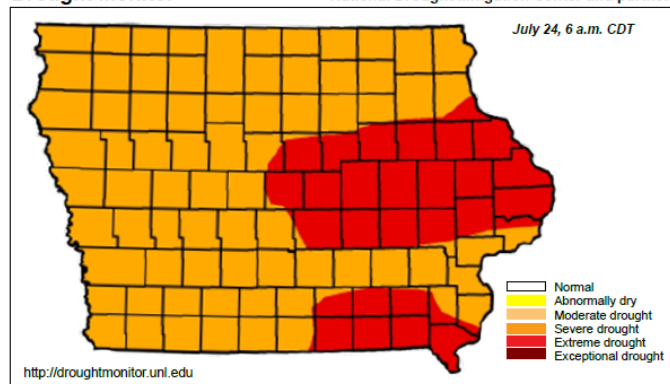 July 24, 6 a.m. CDT
Normal
Abnormally dry
Moderate drought
Severe drought
Extreme drought
Exceptional drought
http://droughtmonitor.unl.edu